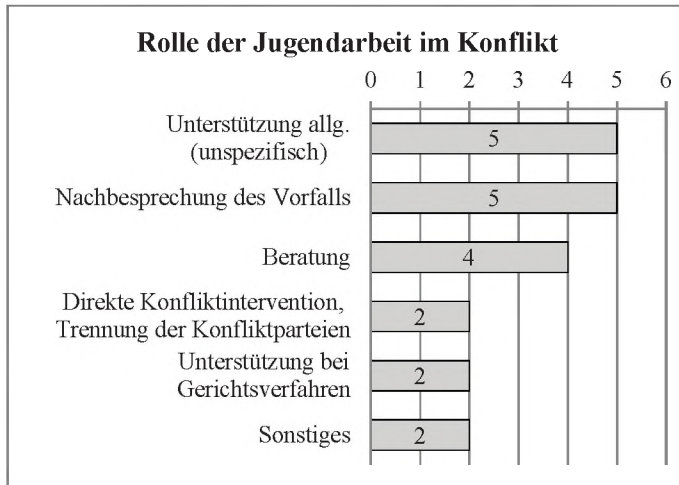 Rolle der Jugendarbeit im Konflikt
0 1 2 3 4 5 6
Unterstützung allg.
(unspezifisch)
5
Nachbesprechung des Vorfalls
5
Beratung
4
Direkte Konfliktintervention,
Trennung der Konfliktparteien
2
Unterstützung bei
Gerichtsverfahren
2
Sonstiges
2